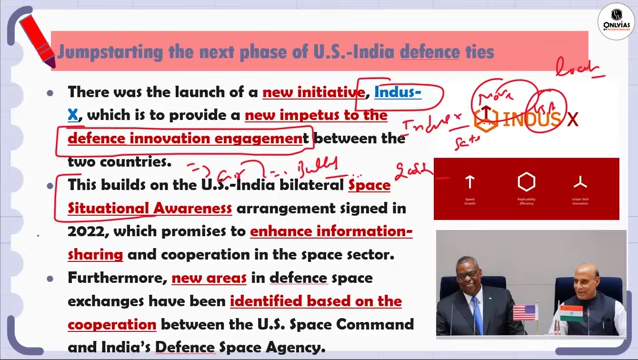 ONLYIAS
Jumpstarting the next phase of U.S.-India defence ties
There was the launch of a new initiative, Indus-
X, which is to provide a new impetus to the
defence innovation engagement between the
two countries.
This builds on the U.S.-India bilateral Space
Situational Awareness arrangement signed in
2022, which promises to enhance information-
sharing and cooperation in the space sector.
Furthermore, new areas in defence space
exchanges have been identified based on the
cooperation between the U.S. Space Command
and India's Defence Space Agency.
Indus X
INDUS X